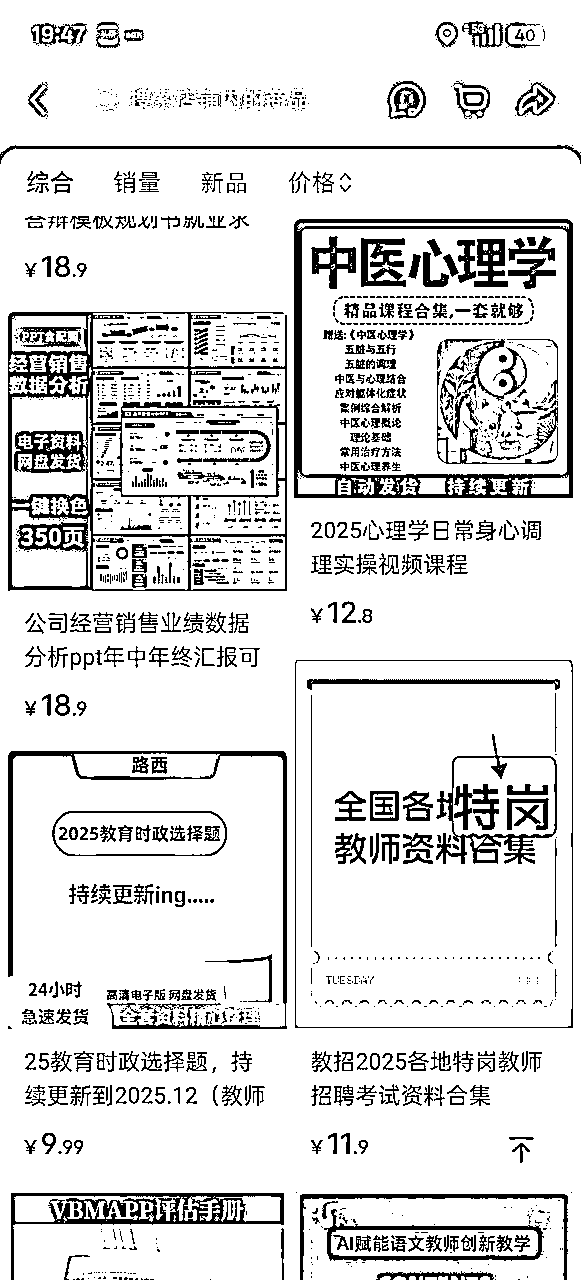 19:47
40
搜索店铺内的商品
综合 销量 新品 价格
答辩模板规划书就业求
¥18.9
PPT含配图
经营销售
数据分析
电子资料
网盘发货
一键换色
350页
公司经营销售业绩数据
分析ppt年中年终汇报可
¥18.9
路西
2025教育时政选择题
持续更新ing.....
24小时
急速发货
高清电子版 网盘发货
全套资料精心整理
25教育时政选择题，持
续更新到2025.12（教师
¥9.99
VBMAPP评估手册
中医心理学
精品课程合集,一套就够
赠送:《中医心理学》
五脏与五行
五脏的调理
中医与心理结合
应对躯体化症状
案例综合解析
中医心理概论
理论基础
常用治疗方法
中医心理养生
自动发货 持续更新
2025心理学日常身心调
理实操视频课程
¥12.8
全国各地特岗
教师资料合集
TUESDAY
教招2025各地特岗教师
招聘考试资料合集
¥11.9
AI赋能语文教师创新教学